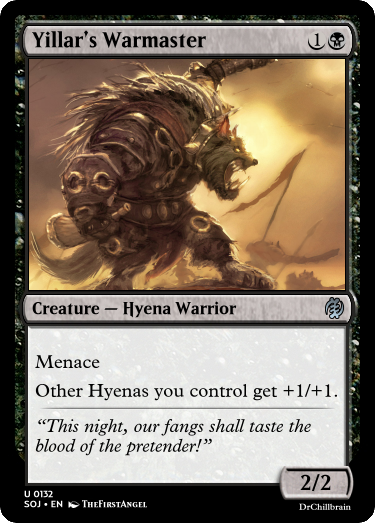 Yillar's Warmaster 1
Creature — Hyena Warrior
Menace
Other Hyenas you control get +1/+1.
“This night, our fangs shall taste the
blood of the pretender!”
2/2
U 0132
SOJ • EN TheFirstAngel
DrChillbrain